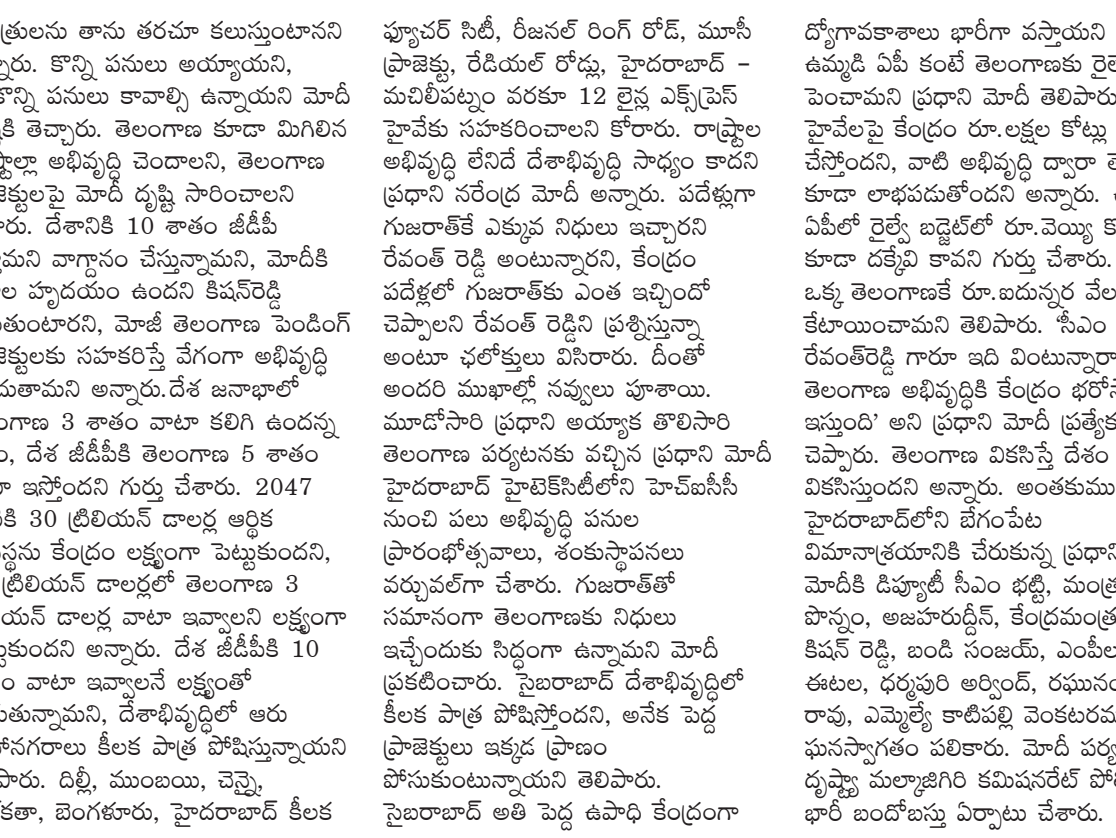 త్రులను తాను తరచూ కలుస్తుంటానని
్నారు. కొన్ని పనులు అయ్యాయని,
కొన్ని పనులు కావాల్సి ఉన్నాయని మోదీ
కి తెచ్చారు. తెలంగాణ కూడా మిగిలిన
ష్ట్రాల్లా అభివృద్ధి చెందాలని, తెలంగాణ
జెక్టులపై మోదీ దృష్టి సారించాలని
ారు. దేశానికి 10 శాతం జీడీపీ
మని వాగ్దానం చేస్తున్నామని, మోదీకి
ల హృదయం ఉందని కిషన్‌రెడ్డి
తుంటారని, మోజీ తెలంగాణ పెండింగ్
జెక్టులకు సహకరిస్తే వేగంగా అభివృద్ధి
దుతామని అన్నారు.దేశ జనాభాలో
ంగాణ 3 శాతం వాటా కలిగి ఉందన్న
ం, దేశ జీడీపీకి తెలంగాణ 5 శాతం
ా ఇస్తోందని గుర్తు చేశారు. 2047
కి 30 ట్రిలియన్ డాలర్ల ఆర్థిక
స్థను కేంద్రం లక్ష్యంగా పెట్టుకుందని,
ట్రిలియన్ డాలర్లలో తెలంగాణ 3
యన్ డాలర్ల వాటా ఇవ్వాలని లక్ష్యంగా
ట్టుకుందని అన్నారు. దేశ జీడీపీకి 10
ం వాటా ఇవ్వాలనే లక్ష్యంతో
తున్నామని, దేశాభివృద్ధిలో ఆరు
ానగరాలు కీలక పాత్ర పోషిస్తున్నాయని
పారు. దిల్లీ, ముంబయి, చెన్నై,
కతా, బెంగళూరు, హైదరాబాద్ కీలక
ఫ్యూచర్ సిటీ, రీజనల్ రింగ్ రోడ్, మూసీ
ప్రాజెక్టు, రేడియల్ రోడ్లు, హైదరాబాద్ –
మచిలీపట్నం వరకూ 12 లైన్ల ఎక్స్‌ప్రెస్
హైవేకు సహకరించాలని కోరారు. రాష్ట్రాల
అభివృద్ధి లేనిదే దేశాభివృద్ధి సాధ్యం కాదని
ప్రధాని నరేంద్ర మోదీ అన్నారు. పదేళ్లుగా
గుజరాత్‌కే ఎక్కువ నిధులు ఇచ్చారని
రేవంత్ రెడ్డి అంటున్నారని, కేంద్రం
పదేళ్లలో గుజరాత్‌కు ఎంత ఇచ్చిందో
చెప్పాలని రేవంత్ రెడ్డిని ప్రశ్నిస్తున్నా
అంటూ ఛలోక్తులు విసిరారు. దీంతో
అందరి ముఖాల్లో నవ్వులు పూశాయి.
మూడోసారి ప్రధాని అయ్యాక తొలిసారి
తెలంగాణ పర్యటనకు వచ్చిన ప్రధాని మోదీ
హైదరాబాద్ హైటెక్‌సిటీలోని హెచ్ఐసీసీ
నుంచి పలు అభివృద్ధి పనుల
ప్రారంభోత్సవాలు, శంకుస్థాపనలు
వర్చువల్‌గా చేశారు. గుజరాత్‌తో
సమానంగా తెలంగాణకు నిధులు
ఇచ్చేందుకు సిద్ధంగా ఉన్నామని మోదీ
ప్రకటించారు. సైబరాబాద్ దేశాభివృద్ధిలో
కీలక పాత్ర పోషిస్తోందని, అనేక పెద్ద
ప్రాజెక్టులు ఇక్కడ ప్రాణం
పోసుకుంటున్నాయని తెలిపారు.
సైబరాబాద్ అతి పెద్ద ఉపాధి కేంద్రంగా
ద్యోగావకాశాలు భారీగా వస్తాయని
ఉమ్మడి ఏపీ కంటే తెలంగాణకు రైల్
పెంచామని ప్రధాని మోదీ తెలిపారు
హైవేలపై కేంద్రం రూ.లక్షల కోట్లు
చేస్తోందని, వాటి అభివృద్ధి ద్వారా తె
కూడా లాభపడుతోందని అన్నారు.
ఏపీలో రైల్వే బడ్జెట్‌లో రూ.వెయ్యి కో
కూడా దక్కేవి కావని గుర్తు చేశారు.
ఒక్క తెలంగాణకే రూ.ఐదున్నర వేల
కేటాయించామని తెలిపారు. ‘సీఎం
రేవంత్‌రెడ్డి గారూ ఇది వింటున్నారా
తెలంగాణ అభివృద్ధికి కేంద్రం భరోస
ఇస్తుంది’ అని ప్రధాని మోదీ ప్రత్యేక
చెప్పారు. తెలంగాణ వికసిస్తే దేశం
వికసిస్తుందని అన్నారు. అంతకుము
హైదరాబాద్‌లోని బేగంపేట
విమానాశ్రయానికి చేరుకున్న ప్రధాని
మోదీకి డిప్యూటీ సీఎం భట్టి, మంత్ర
పొన్నం, అజహరుద్దీన్, కేంద్రమంత్ర
కిషన్ రెడ్డి, బండి సంజయ్, ఎంపీల
ఈటల, ధర్మపురి అర్వింద్, రఘునం
రావు, ఎమ్మెల్యే కాటిపల్లి వెంకటరమ
ఘనస్వాగతం పలికారు. మోదీ పర్య
దృష్ట్యా మల్కాజిగిరి కమిషనరేట్ పోల
భారీ బందోబస్తు ఏర్పాటు చేశారు.